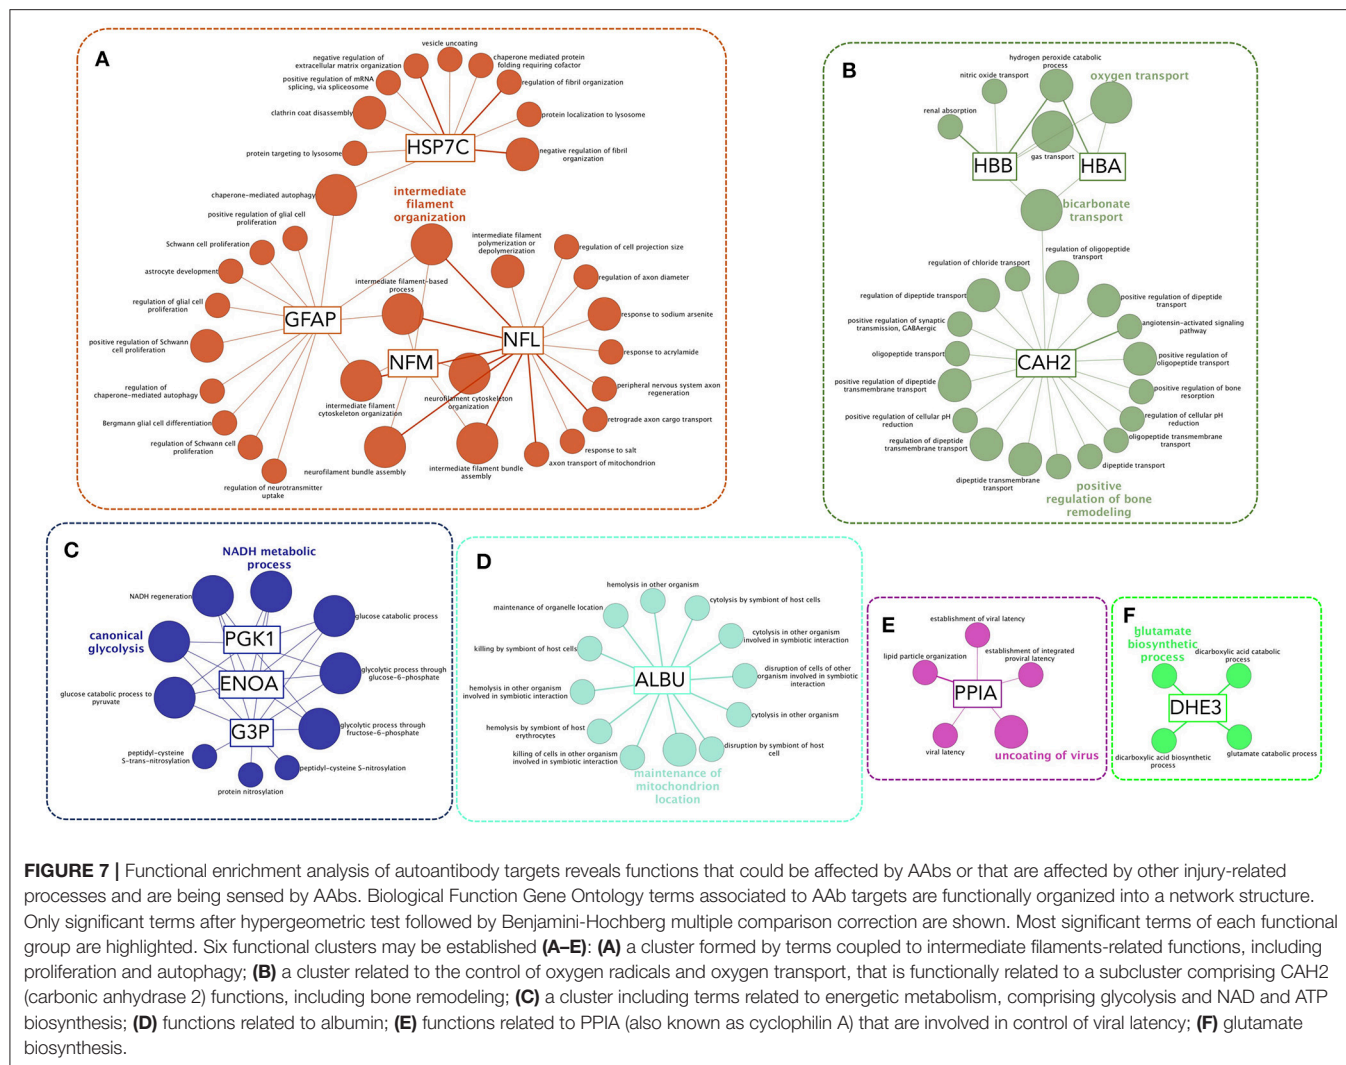 A
vesicle uncoating
negative regulation of
extracellular matrix organization
chaperone mediated protein
folding requiring cofactor
positive regulation of mRNA
splicing, via spliceosome
regulation of fibril organization
clathrin coat disassembly
protein localization to lysosome
HSP7C
protein targeting to lysosome
negative regulation of fibril
organization
chaperone-mediated autophagy
intermediate
filament
organization
positive regulation of glial cell
proliferation
Schwann cell proliferation
intermediate filament
polymerization or
depolymerization
regulation of cell projection size
astrocyte development
intermediate filament-based
process
regulation of axon diameter
regulation of glial cell
proliferation
GFAP
response to sodium arsenite
NFL
positive regulation of Schwann
cell proliferation
NFM
response to acrylamide
regulation of
chaperone-mediated autophagy
intermediate filament
cytoskeleton organization
neurofilament cytoskeleton
organization
peripheral nervous system axon
regeneration
Bergmann glial cell differentiation
retrograde axon cargo transport
regulation of Schwann cell
proliferation
response to salt
neurofilament bundle assembly
intermediate filament bundle
assembly
axon transport of mitochondrion
regulation of neurotransmitter
uptake
B
hydrogen peroxide catabolic
process
nitric oxide transport
oxygen transport
renal absorption
gas transport
HBB
HBA
bicarbonate
transport
regulation of chloride transport
regulation of oligopeptide
transport
regulation of dipeptide transport
positive regulation of dipeptide
transport
positive regulation of synaptic
transmission, GABAergic
angiotensin-activated signaling
pathway
oligopeptide transport
CAH2
positive regulation of
oligopeptide transport
positive regulation of dipeptide
transmembrane transport
positive regulation of bone
resorption
positive regulation of cellular pH
reduction
regulation of cellular pH
reduction
regulation of dipeptide
transmembrane transport
oligopeptide transmembrane
transport
dipeptide transmembrane
transport
dipeptide transport
positive
regulation of bone
remodeling
C
NADH metabolic
process
NADH regeneration
glucose catabolic process
canonical
glycolysis
PGK1
ENOA
glycolytic process through
glucose-6-phosphate
glucose catabolic process to
pyruvate
G3P
glycolytic process through
fructose-6-phosphate
peptidyl-cysteine
S-trans-nitrosylation
peptidyl-cysteine S-nitrosylation
protein nitrosylation
D
hemolysis in other organism
maintenance of organelle location
cytolysis by symbiont of host cells
killing by symbiont of host cells
cytolysis in other organism
involved in symbiotic interaction
ALBU
hemolysis in other organism
involved in symbiotic interaction
disruption of cells of other
organism involved in symbiotic
interaction
hemolysis by symbiont of host
erythrocytes
cytolysis in other organism
killing of cells in other organism
involved in symbiotic interaction
disruption by symbiont of host
cell
maintenance of
mitochondrion
location
E
establishment of viral latency
lipid particle organization
establishment of integrated
proviral latency
PPIA
viral latency
uncoating of virus
F
glutamate
biosynthetic
process
dicarboxylic acid catabolic
process
DHE3
dicarboxylic acid biosynthetic
process
glutamate catabolic process
FIGURE 7 | Functional enrichment analysis of autoantibody targets reveals functions that could be affected by AAbs or that are affected by other injury-related
processes and are being sensed by AAbs. Biological Function Gene Ontology terms associated to AAb targets are functionally organized into a network structure.
Only significant terms after hypergeometric test followed by Benjamini-Hochberg multiple comparison correction are shown. Most significant terms of each functional
group are highlighted. Six functional clusters may be established (A–E): (A) a cluster formed by terms coupled to intermediate filaments-related functions, including
proliferation and autophagy; (B) a cluster related to the control of oxygen radicals and oxygen transport, that is functionally related to a subcluster comprising CAH2
(carbonic anhydrase 2) functions, including bone remodeling; (C) a cluster including terms related to energetic metabolism, comprising glycolysis and NAD and ATP
biosynthesis; (D) functions related to albumin; (E) functions related to PPIA (also known as cyclophilin A) that are involved in control of viral latency; (F) glutamate
biosynthesis.